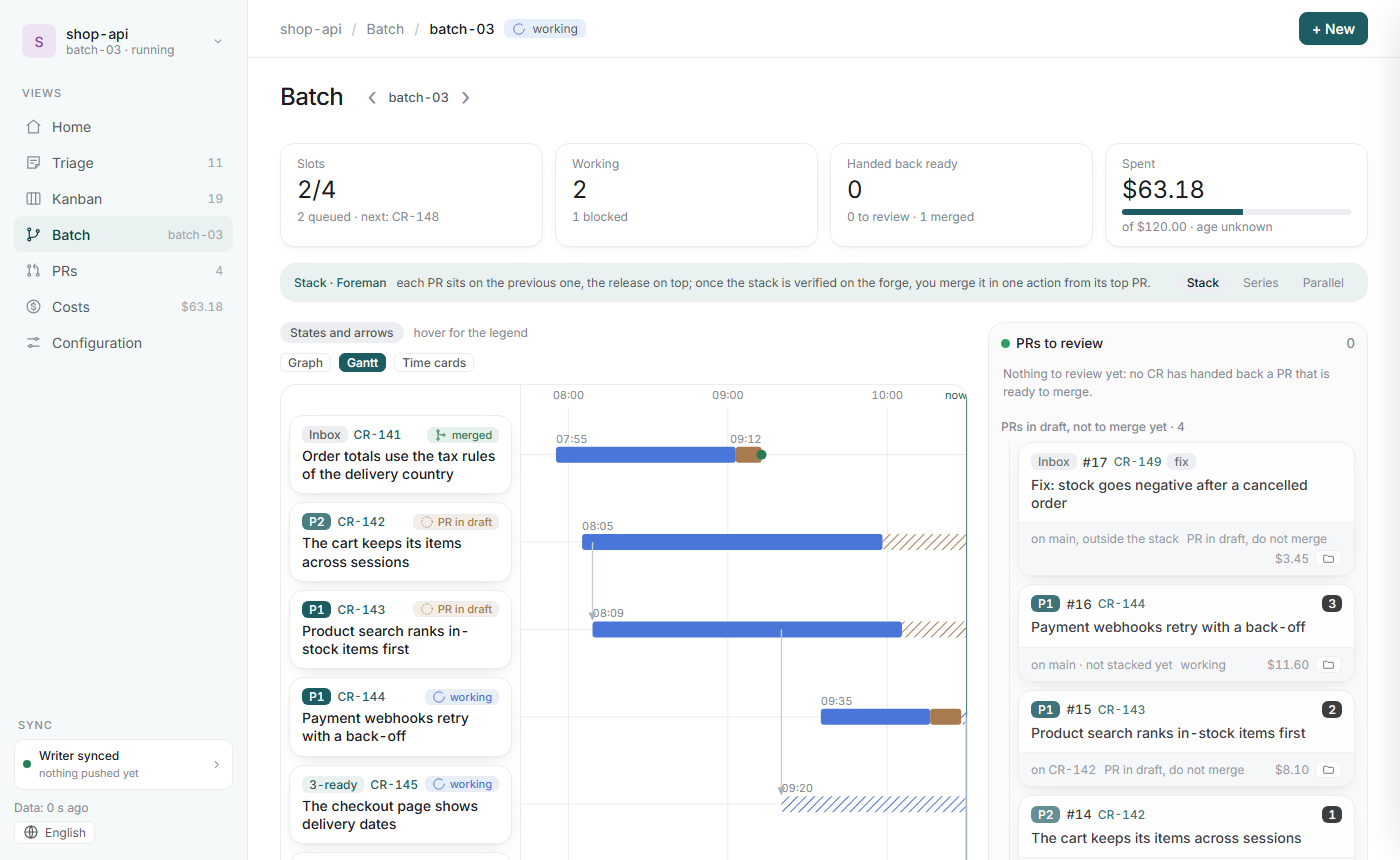 S
shop-api
batch-03 · running
VIEWS
Home
Triage 11
Kanban 19
Batch batch-03
PRs 4
Costs $63.18
Configuration
SYNC
Writer synced
nothing pushed yet
Data: 0 s ago
English
shop-api / Batch / batch-03 working
+ New
Batch batch-03
Slots
2/4
2 queued · next: CR-148
Working
2
1 blocked
Handed back ready
0
0 to review · 1 merged
Spent
$63.18
of $120.00 · age unknown
Stack · Foreman each PR sits on the previous one, the release on top; once the stack is verified on the forge, you merge it in one action from its top PR. Stack Series Parallel
States and arrows hover for the legend
Graph Gantt Time cards
08:00 09:00 10:00 now
Inbox CR-141 merged
Order totals use the tax rules
of the delivery country
07:55 09:12
P2 CR-142 PR in draft
The cart keeps its items
across sessions
08:05
P1 CR-143 PR in draft
Product search ranks in-
stock items first
08:09
P1 CR-144 working
Payment webhooks retry
with a back-off
09:35
3-ready CR-145 working
The checkout page shows
delivery dates
09:20
PRs to review 0
Nothing to review yet: no CR has handed back a PR that is
ready to merge.
PRs in draft, not to merge yet · 4
Inbox #17 CR-149 fix
Fix: stock goes negative after a cancelled
order
on main, outside the stack PR in draft, do not merge
$3.45
P1 #16 CR-144 3
Payment webhooks retry with a back-off
on main · not stacked yet working $11.60
P1 #15 CR-143 2
Product search ranks in-stock items first
on CR-142 PR in draft, do not merge $8.10
P2 #14 CR-142 1
The cart keeps its items across sessions